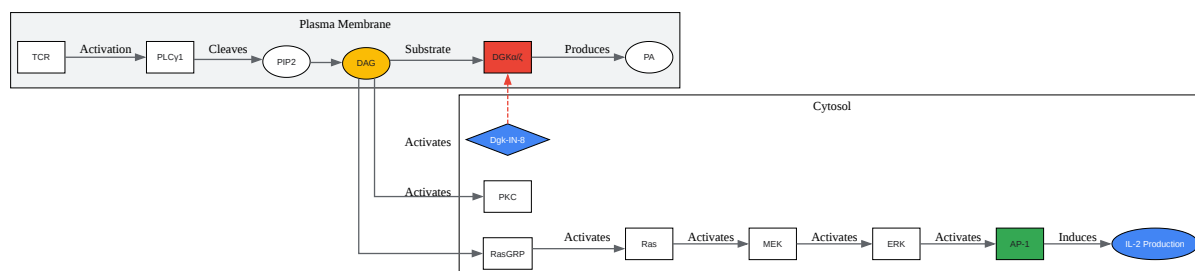 Plasma Membrane
TCR
Activation
PLCγ1
Cleaves
PIP2
DAG
Substrate
DGKα/ζ
Produces
PA
Cytosol
Activates
Dgk-IN-8
Activates
PKC
RasGRP
Activates
Ras
Activates
MEK
Activates
ERK
Activates
AP-1
Induces
IL-2 Production